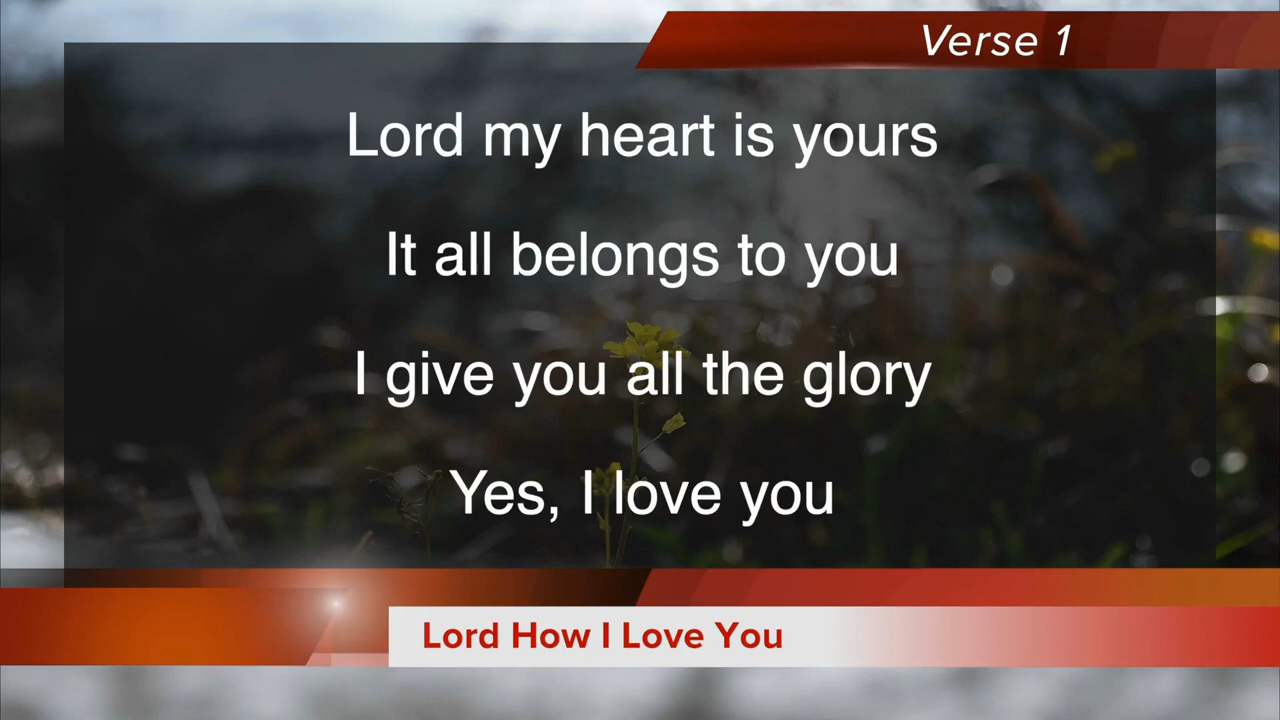 Verse 1
Lord my heart is yours
It all belongs to you
I give you all the glory
Yes, I love you
Lord How I Love You